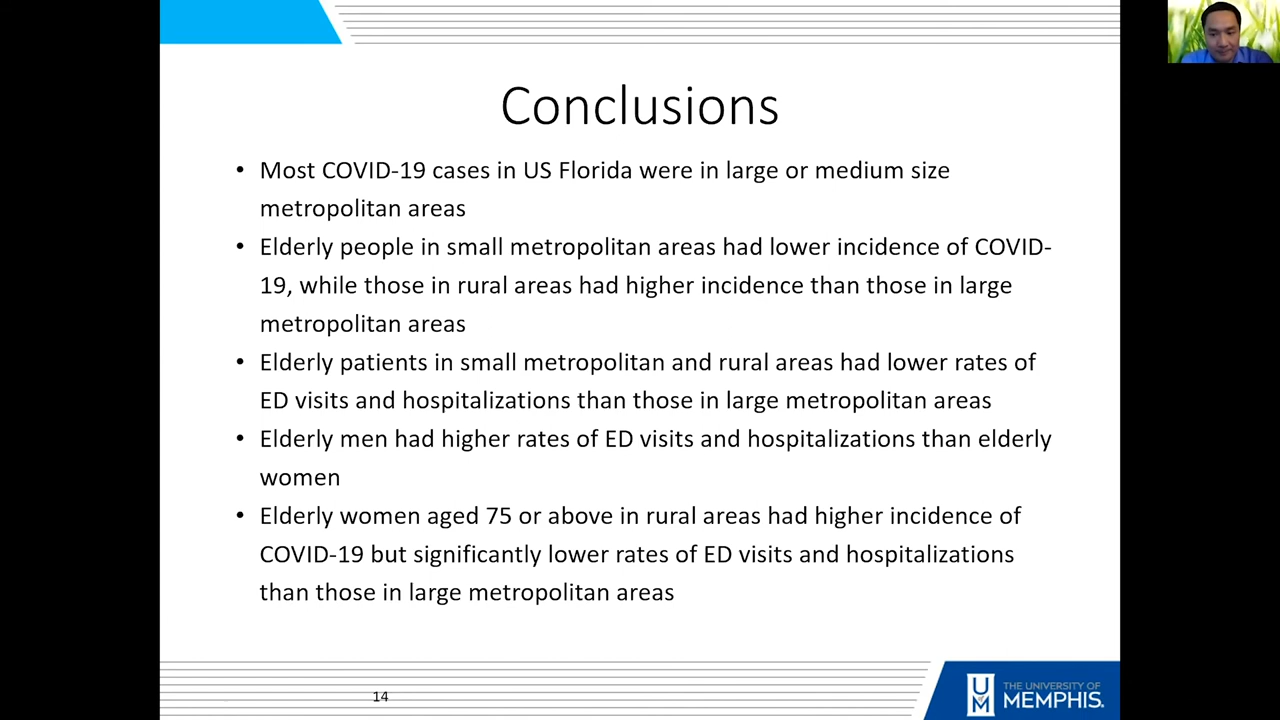 Conclusions
• Most COVID-19 cases in US Florida were in large or medium size
metropolitan areas
• Elderly people in small metropolitan areas had lower incidence of COVID-
19, while those in rural areas had higher incidence than those in large
metropolitan areas
• Elderly patients in small metropolitan and rural areas had lower rates of
ED visits and hospitalizations than those in large metropolitan areas
• Elderly men had higher rates of ED visits and hospitalizations than elderly
women
• Elderly women aged 75 or above in rural areas had higher incidence of
COVID-19 but significantly lower rates of ED visits and hospitalizations
than those in large metropolitan areas
14
UM
THE UNIVERSITY OF
MEMPHIS.